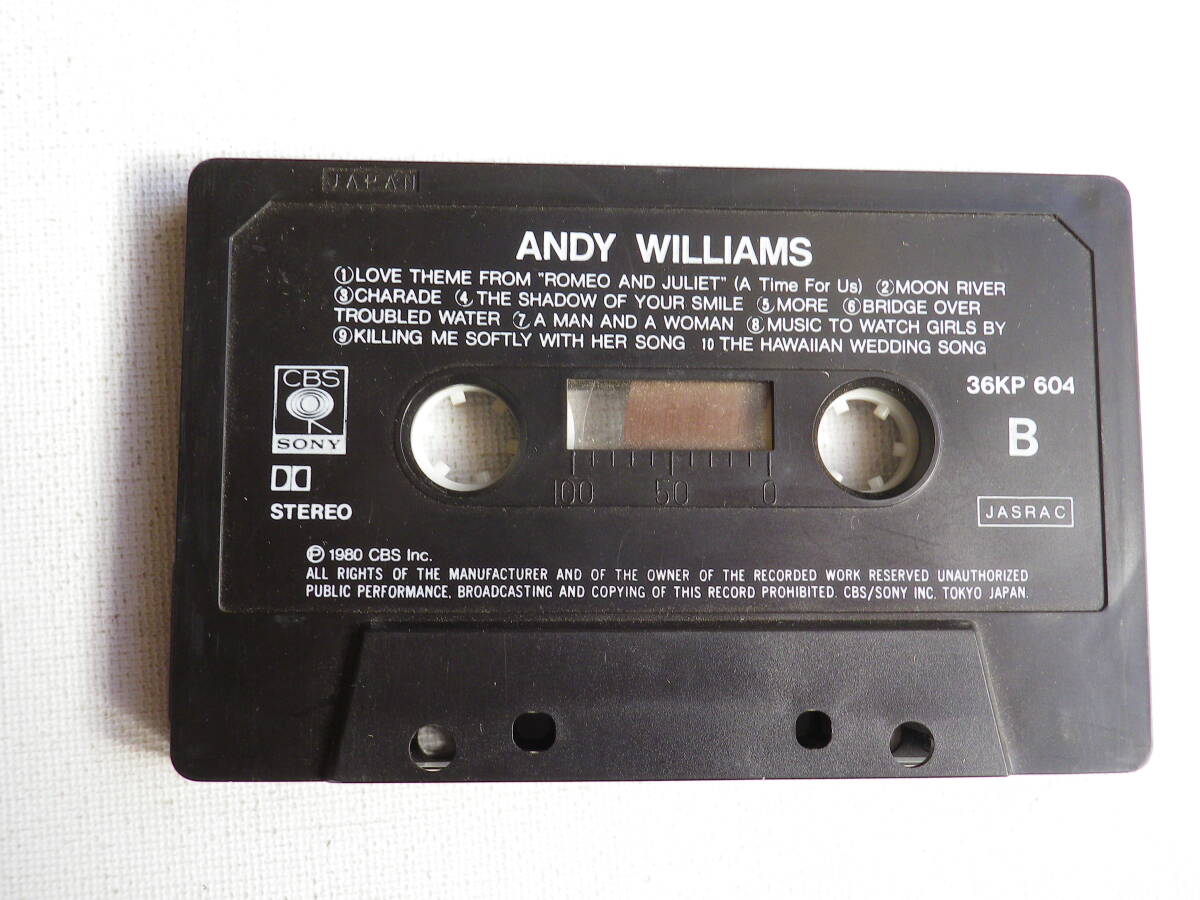 JAPAN
ANDY WILLIAMS
①LOVE THEME FROM "ROMEO AND JULIET" (A Time For Us) ②MOON RIVER
③CHARADE ④THE SHADOW OF YOUR SMILE ⑤MORE ⑥BRIDGE OVER
TROUBLED WATER ⑦A MAN AND A WOMAN ⑧MUSIC TO WATCH GIRLS BY
⑨KILLING ME SOFTLY WITH HER SONG 10 THE HAWAIIAN WEDDING SONG
CBS
SONY
36KP 604
B
100 50 0
STEREO
JASRAC
Ⓟ1980 CBS Inc.
ALL RIGHTS OF THE MANUFACTURER AND OF THE OWNER OF THE RECORDED WORK RESERVED UNAUTHORIZED
PUBLIC PERFORMANCE, BROADCASTING AND COPYING OF THIS RECORD PROHIBITED. CBS/SONY INC. TOKYO JAPAN.